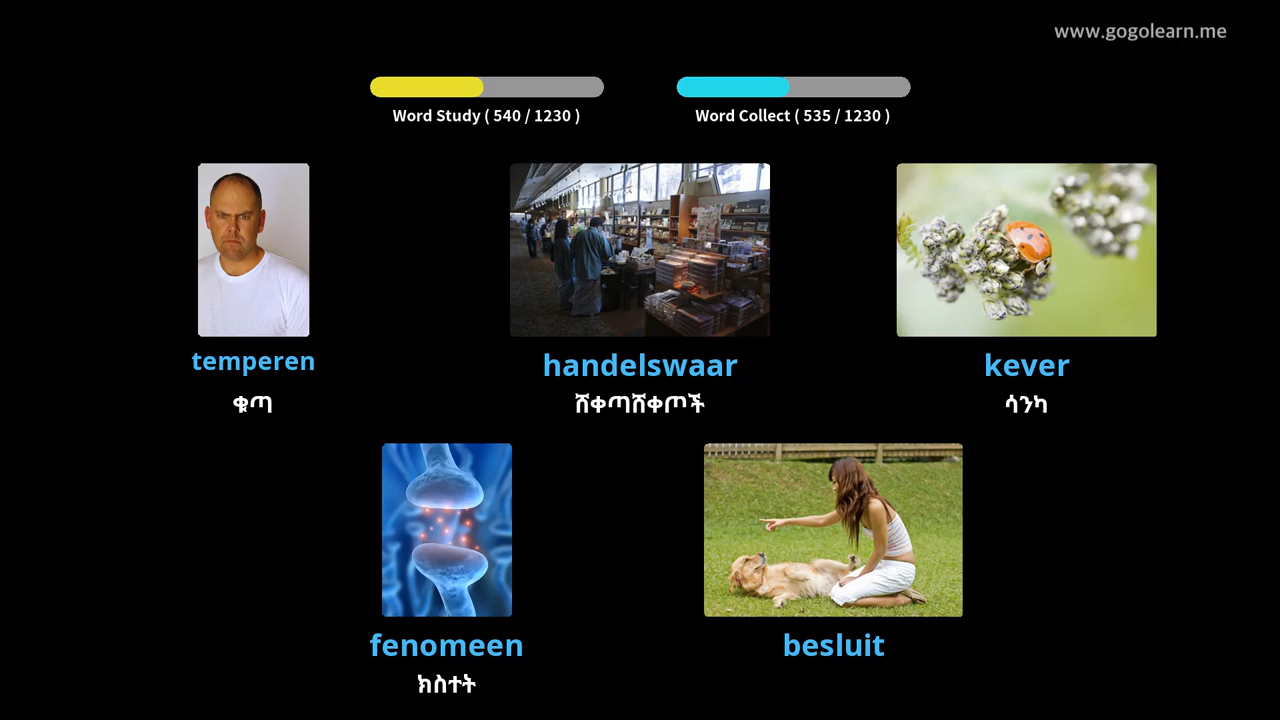 www.gogolearn.me
Word Study ( 540 / 1230 )
Word Collect ( 535 / 1230 )
temperen
ቁጣ
handelswaar
ሸቀጣሸቀጦች
kever
ሳንካ
fenomeen
ክስተት
besluit